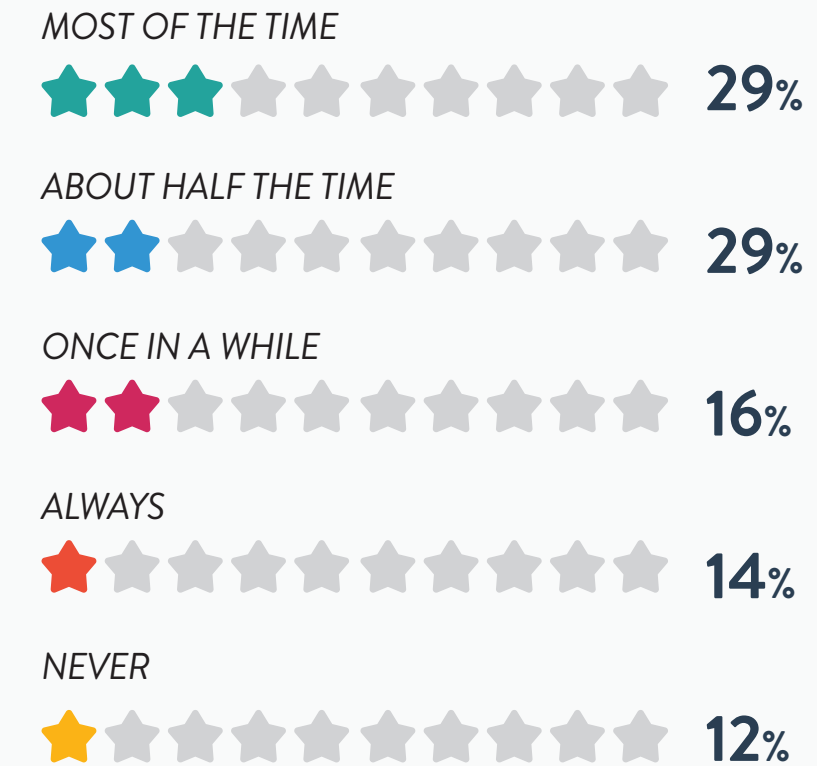 MOST OF THE TIME
29%
ABOUT HALF THE TIME
29%
ONCE IN A WHILE
16%
ALWAYS
14%
NEVER
12%